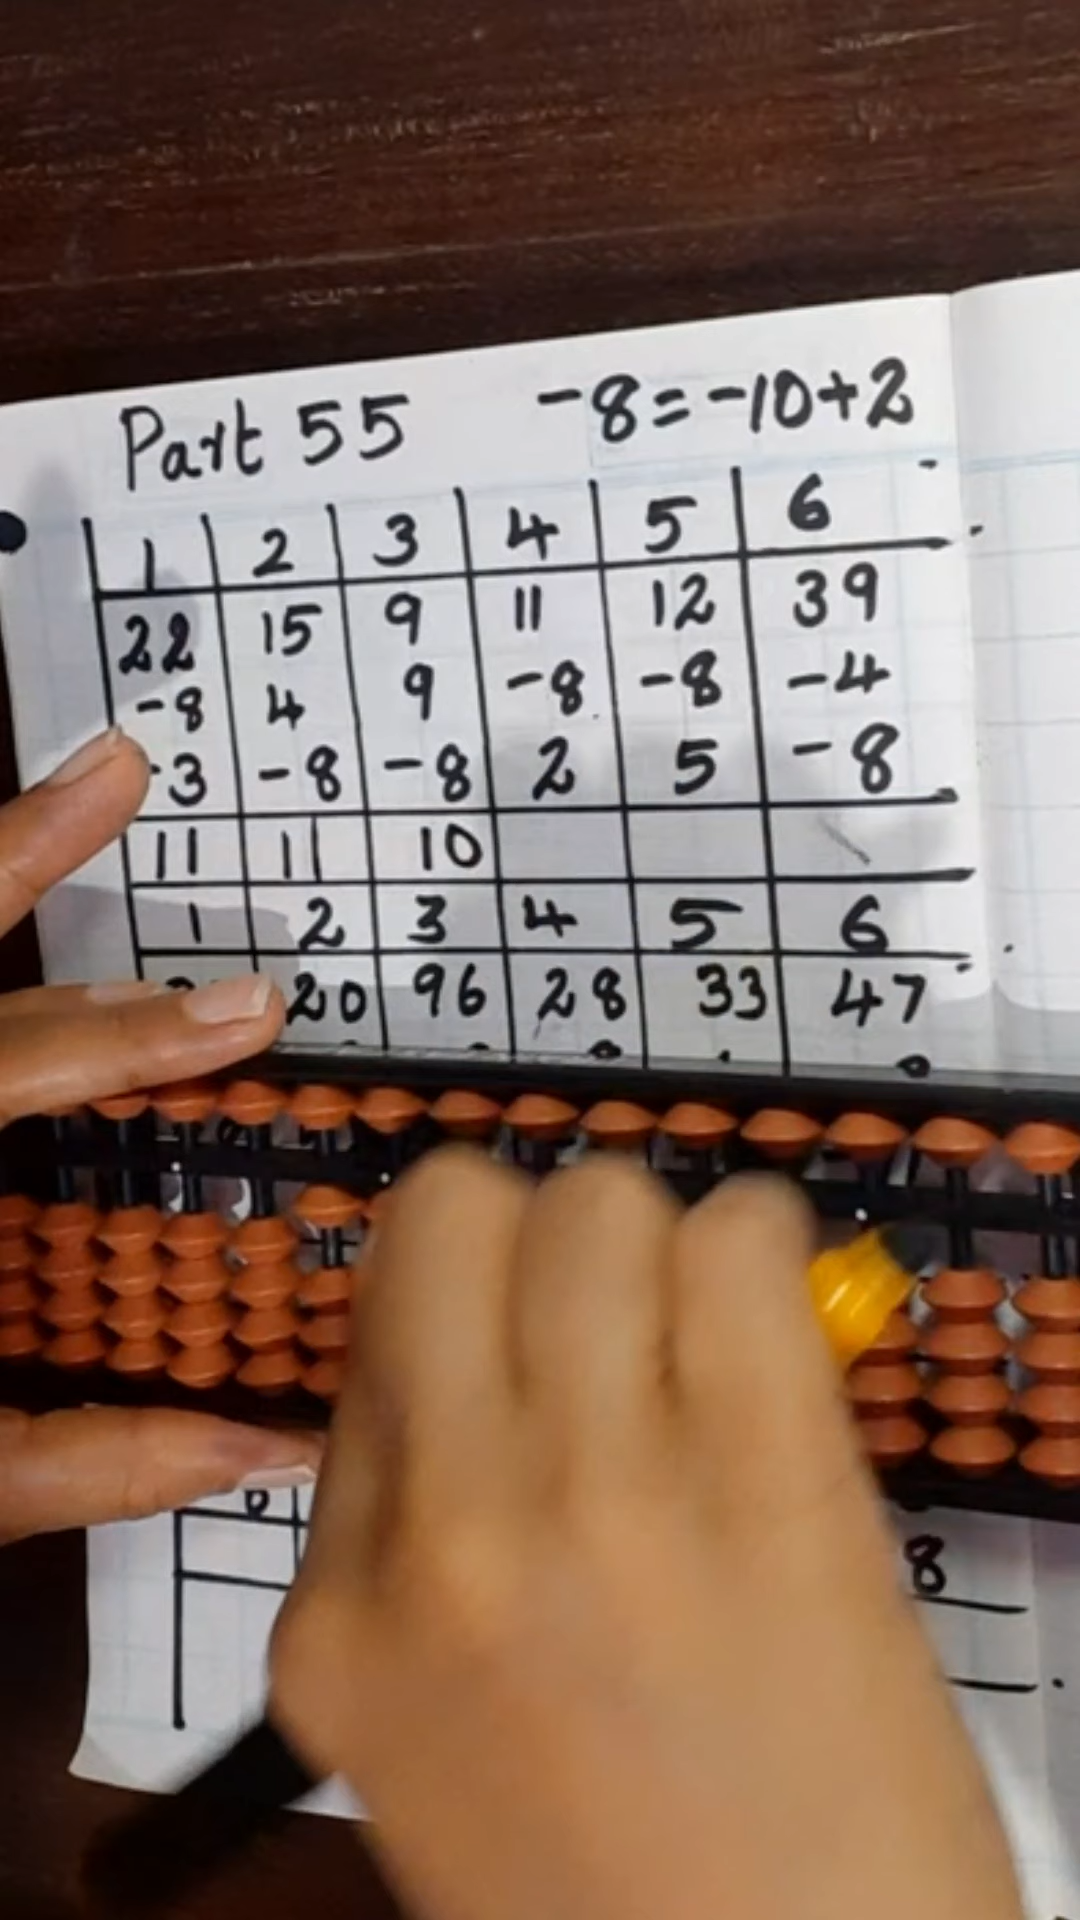 Part 55 -8=-10+2
1 2 3 4 5 6
22 15 9 11 12 39
-8 4 9 -8 -8 -4
-3 -8 -8 2 5 -8
11 11 10
1 2 3 4 5 6
20 96 28 33 47
8